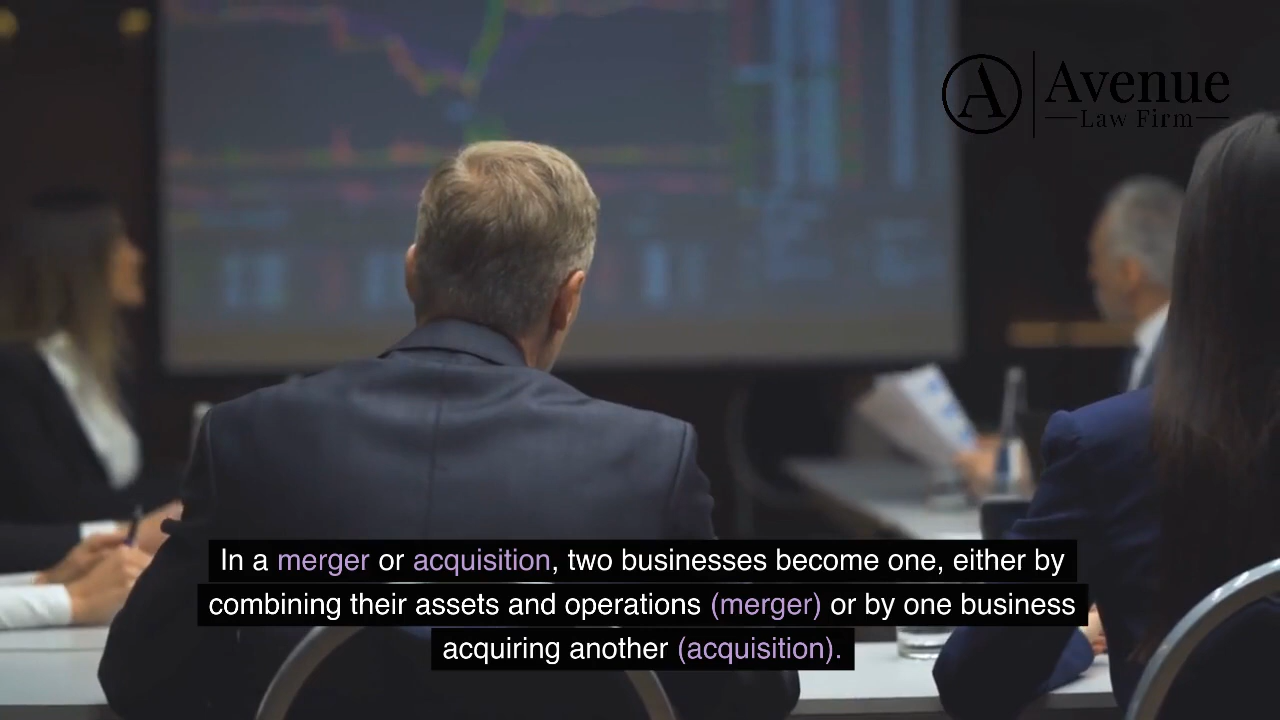 A
Avenue
Law Firm
In a merger or acquisition, two businesses become one, either by
combining their assets and operations (merger) or by one business
acquiring another (acquisition).